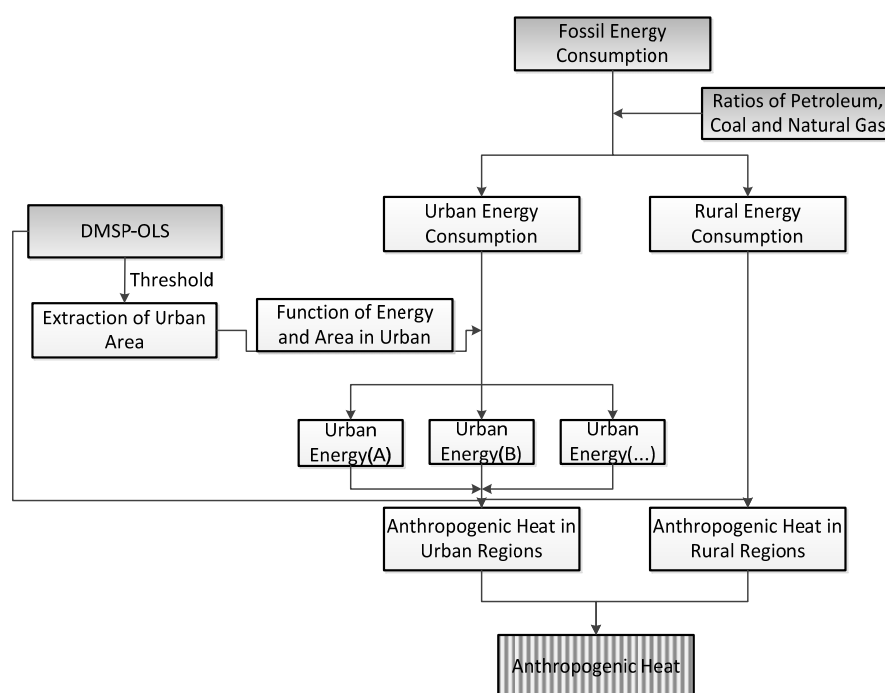 Fossil Energy
Consumption
Ratios of Petroleum,
Coal and Natural Gas
Urban Energy
Consumption
Rural Energy
Consumption
DMSP-OLS
Threshold
Extraction of Urban
Area
Function of Energy
and Area in Urban
Urban
Energy(A)
Urban
Energy(B)
Urban
Energy(...)
Anthropogenic Heat in
Urban Regions
Anthropogenic Heat in
Rural Regions
Anthropogenic Heat